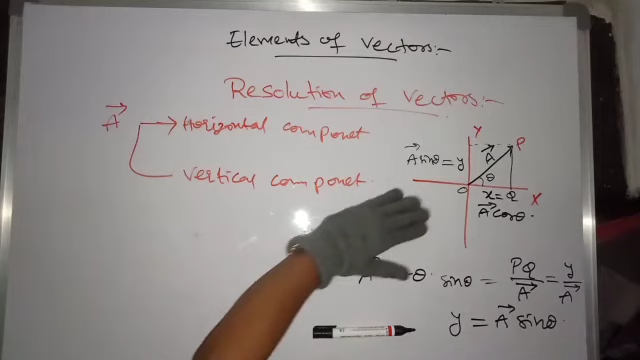 Elements of vectors:-
Resolution of vectors:-
A → Horizontal componet
Vertical componet.
Y
P
A
A sinθ = y
θ
O
x = Q
X
A cosθ.
θ.
sinθ = PQ/A = y/A
y = A sinθ.